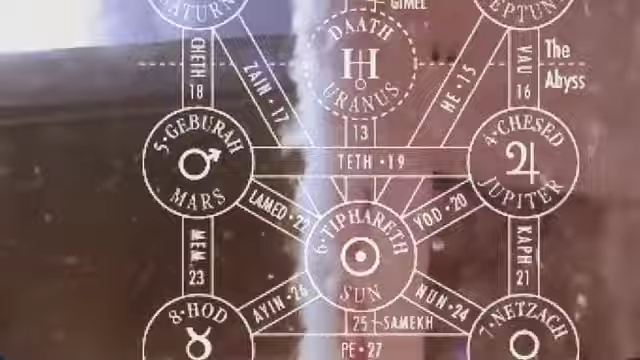 GIMEL
SATURN
NEPTUNE
DAATH
URANUS
CHETH 18
ZAIN · 17
HE · 15
VAU 16
The
Abyss
13
5 · GEBURAH
MARS
TETH · 19
4 · CHESED
JUPITER
LAMED · 22
YOD · 20
6 · TIPHARETH
SUN
MEM 23
KAPH 21
AYIN · 26
NUN · 24
8 · HOD
25 SAMEKH
7 · NETZACH
PE · 27